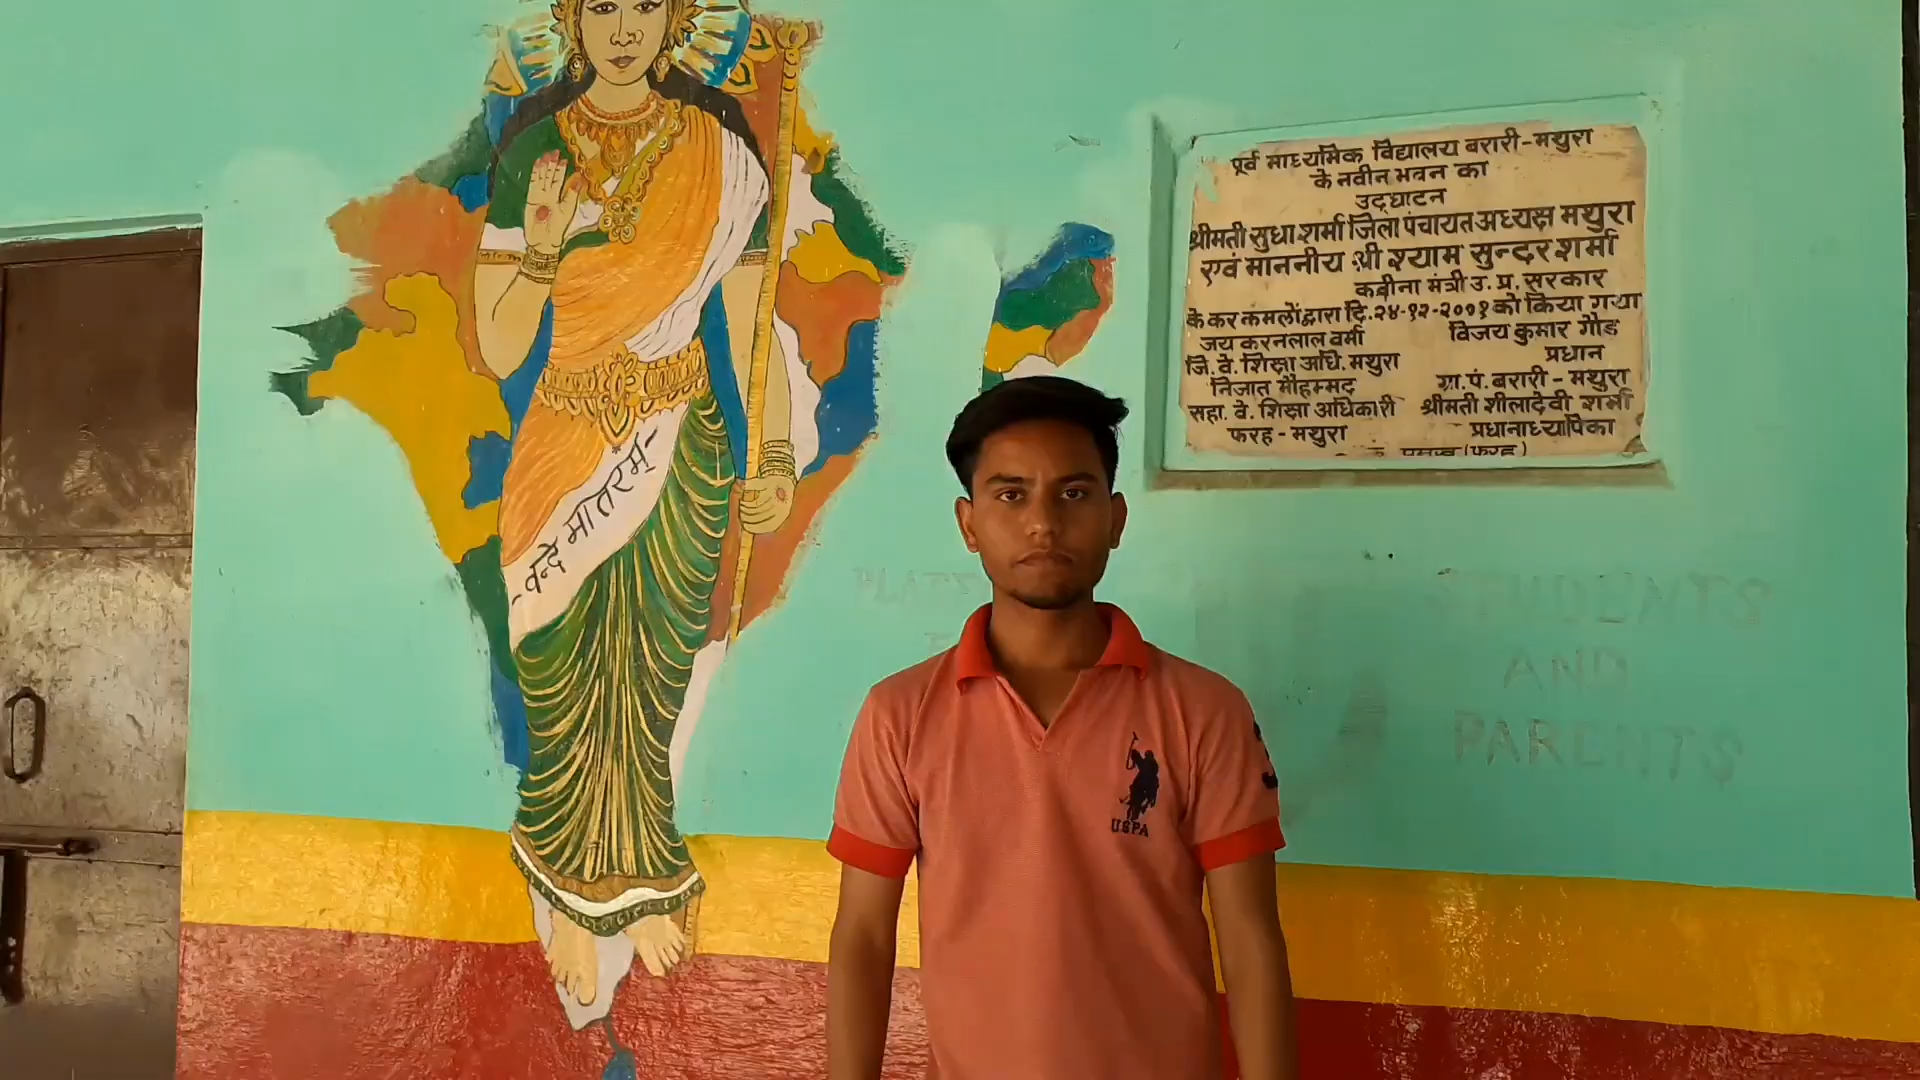 -वन्दे मातरम्-
पूर्व माध्यमिक विद्यालय बरारी-मथुरा
के नवीन भवन का
उद्घाटन
श्रीमती सुधा शर्मा जिला पंचायत अध्यक्ष मथुरा
एवं माननीय श्री श्याम सुन्दर शर्मा
कबीना मंत्री उ. प्र. सरकार
के कर कमलों द्वारा दि. २४-१२-२००१ को किया गया
जय करनलाल वर्मा
विजय कुमार गौड
जि. वे. शिक्षा अधि. मथुरा
प्रधान
निजात मौहम्मद
ग्रा. पं. बरारी - मथुरा
सहा. वे. शिक्षा अधिकारी
श्रीमती शीलादेवी शर्मा
फरह - मथुरा
प्रधानाध्यापिका
(फरह)
STUDENTS
AND
PARENTS
USPA